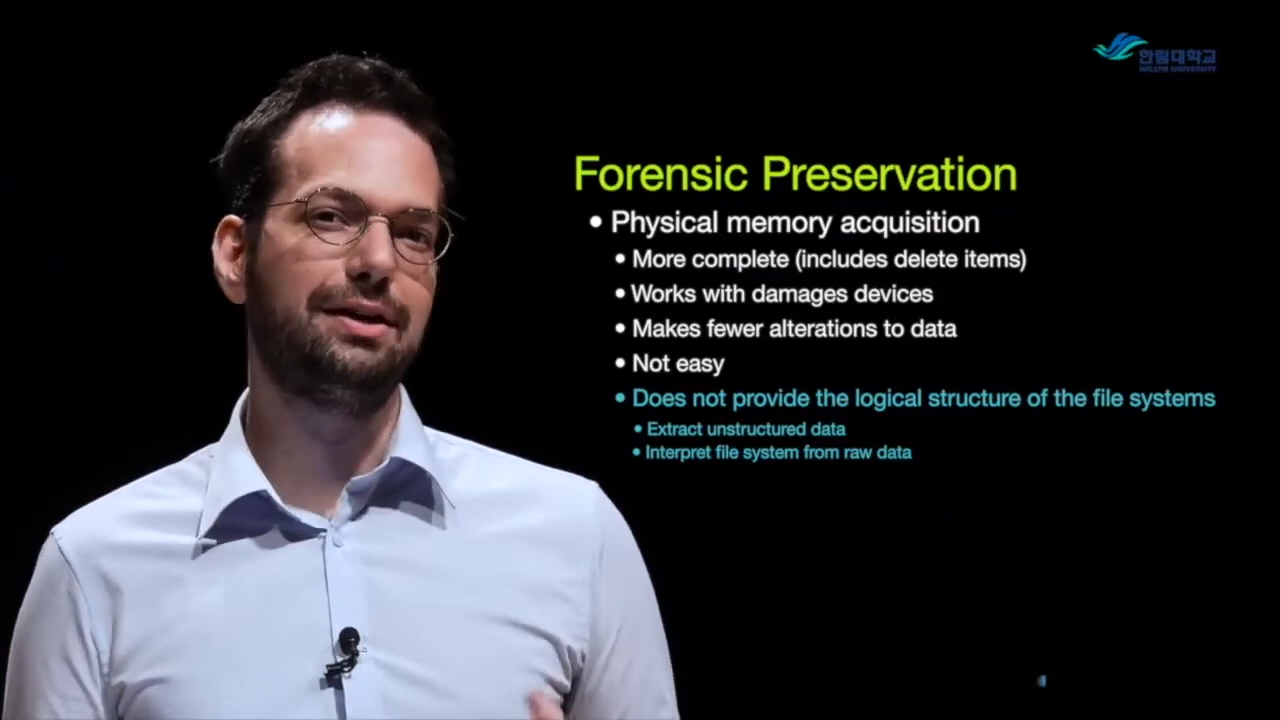 한림대학교
HALLYM UNIVERSITY
Forensic Preservation
• Physical memory acquisition
• More complete (includes delete items)
• Works with damages devices
• Makes fewer alterations to data
• Not easy
• Does not provide the logical structure of the file systems
• Extract unstructured data
• Interpret file system from raw data